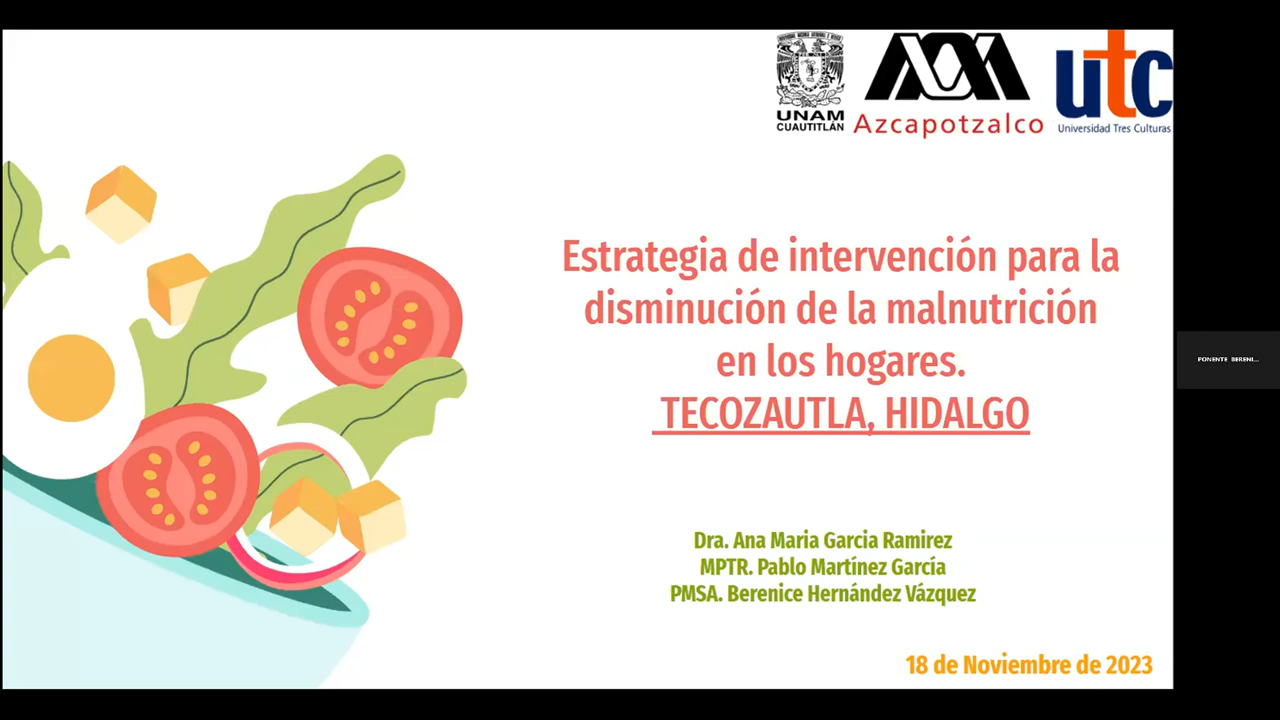 UNAM
CUAUTITLÁN
Azcapotzalco
utc
Universidad Tres Culturas
Estrategia de intervención para la
disminución de la malnutrición
en los hogares.
TECOZAUTLA, HIDALGO
PONENTE BERENI...
Dra. Ana Maria Garcia Ramirez
MPTR. Pablo Martínez García
PMSA. Berenice Hernández Vázquez
18 de Noviembre de 2023